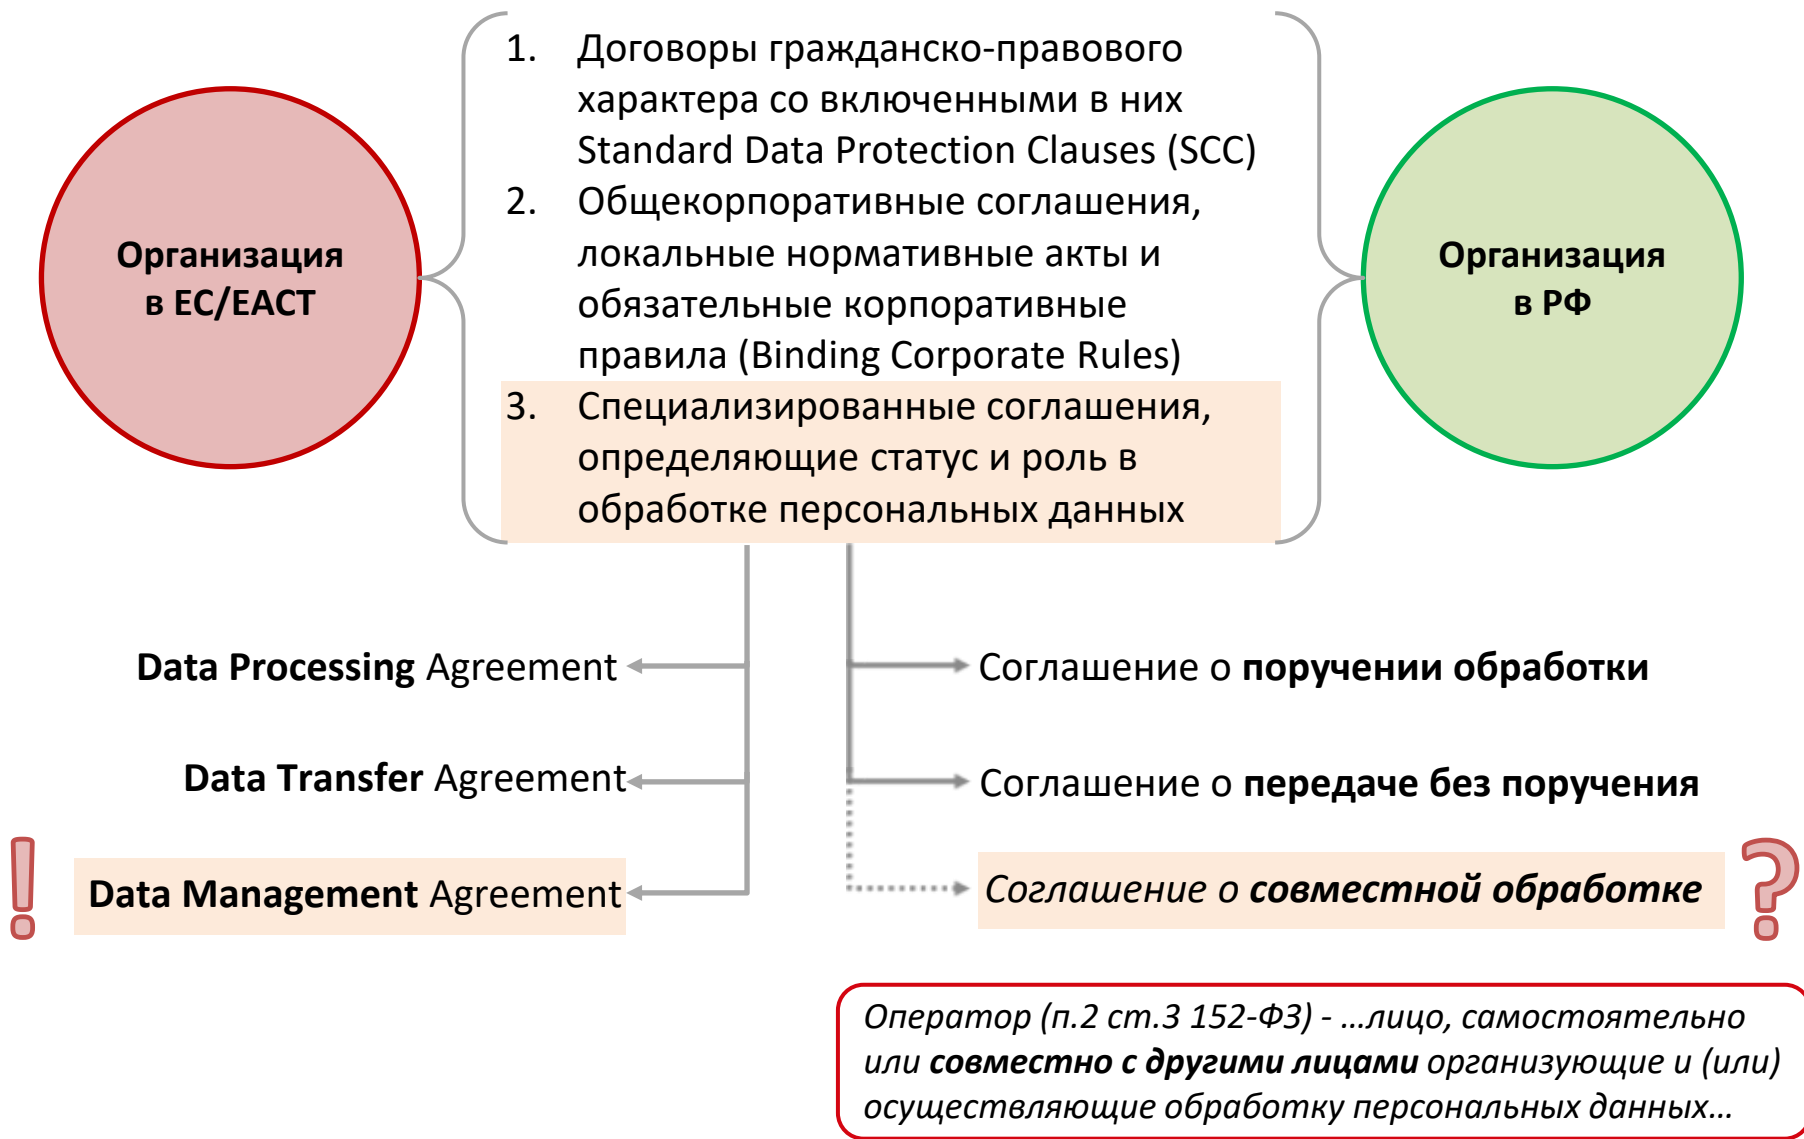 Организация
в ЕС/ЕАСТ
1. Договоры гражданско-правового
характера со включенными в них
Standard Data Protection Clauses (SCC)
2. Общекорпоративные соглашения,
локальные нормативные акты и
обязательные корпоративные
правила (Binding Corporate Rules)
3. Специализированные соглашения,
определяющие статус и роль в
обработке персональных данных
Организация
в РФ
Data Processing Agreement
Соглашение о поручении обработки
Data Transfer Agreement
Соглашение о передаче без поручения
!
Data Management Agreement
Соглашение о совместной обработке
?
Оператор (п.2 ст.3 152-ФЗ) - ...лицо, самостоятельно
или совместно с другими лицами организующие и (или)
осуществляющие обработку персональных данных...